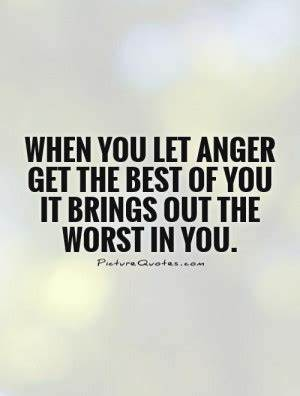 WHEN YOU LET ANGER
GET THE BEST OF YOU
IT BRINGS OUT THE
WORST IN YOU.
PictureQuotes.com